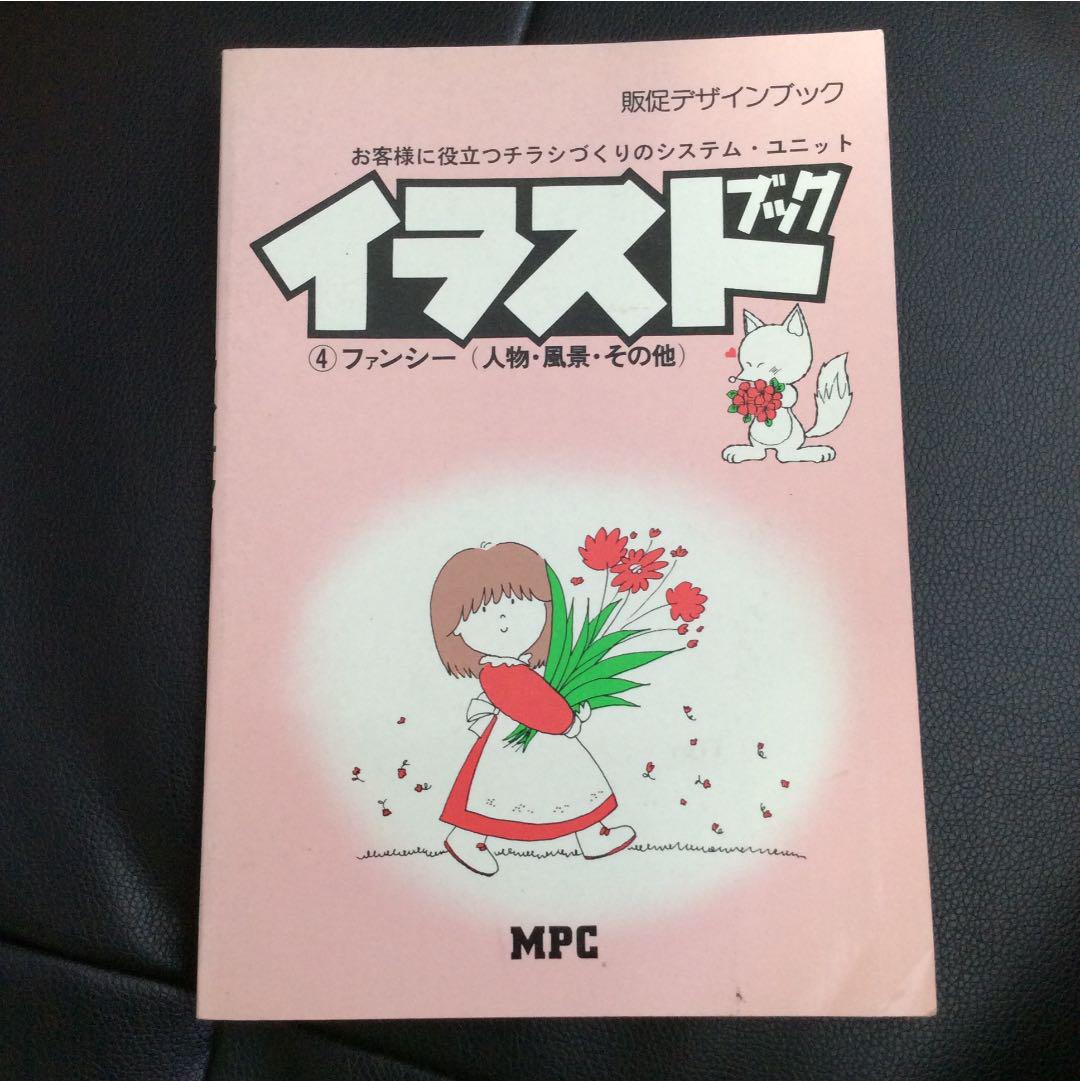 販促デザインブック
お客様に役立つチラシづくりのシステム・ユニット
イラストブック
④ファンシー（人物・風景・その他）
MPC